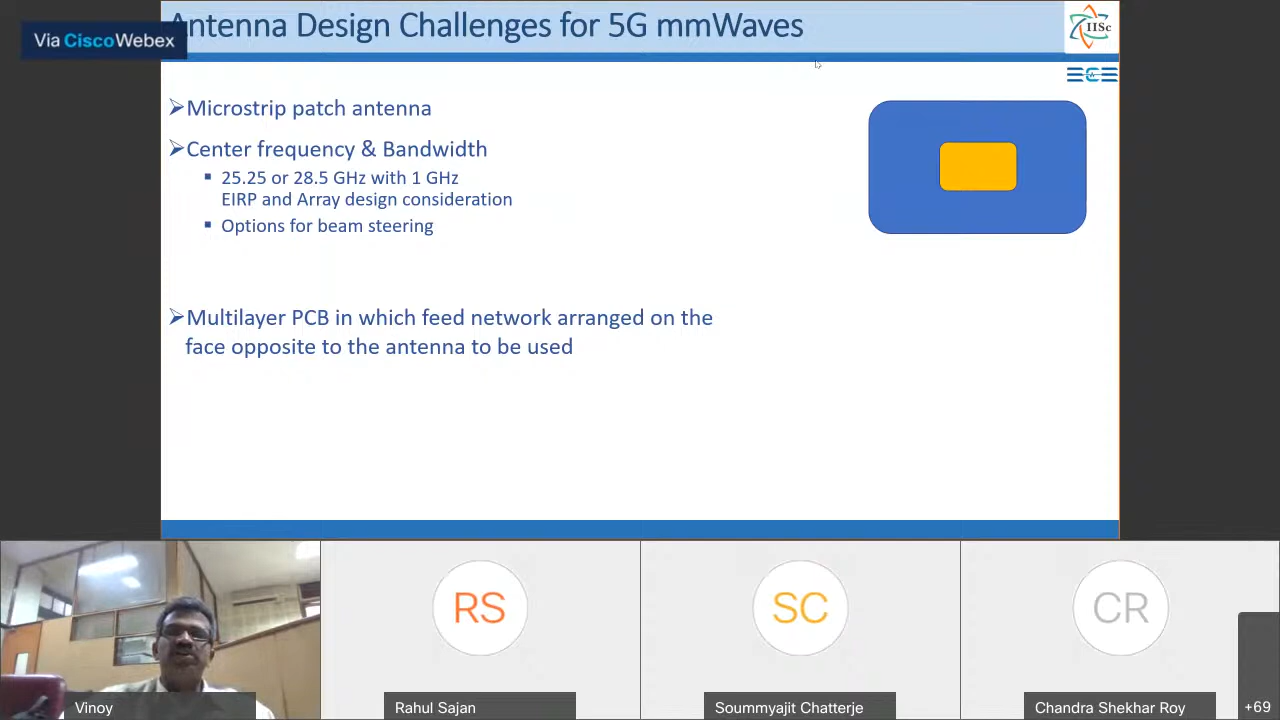 Antenna Design Challenges for 5G mmWaves
Via CiscoWebex
IISc
➢Microstrip patch antenna
➢Center frequency & Bandwidth
▪ 25.25 or 28.5 GHz with 1 GHz
EIRP and Array design consideration
▪ Options for beam steering
➢Multilayer PCB in which feed network arranged on the
face opposite to the antenna to be used
RS
SC
CR
Vinoy
Rahul Sajan
Soummyajit Chatterje
Chandra Shekhar Roy
+69